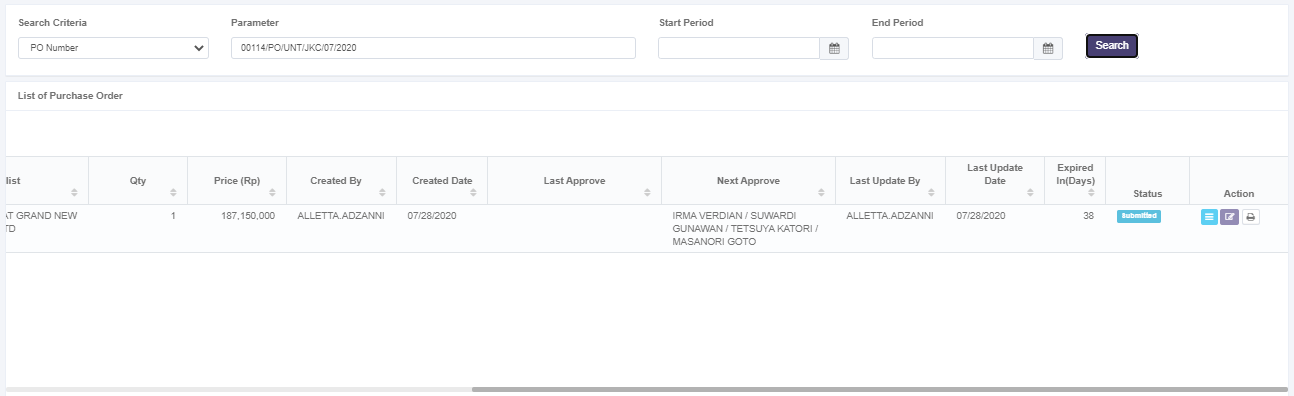 Search Criteria
Parameter
Start Period
End Period
PO Number
00114/PO/UNT/JKC/07/2020
Search
List of Purchase Order
list
Qty
Price (Rp)
Created By
Created Date
Last Approve
Next Approve
Last Update By
Last Update
Date
Expired
In(Days)
Status
Action
AT GRAND NEW
TD
1
187,150,000
ALLETTA.ADZANNI
07/28/2020
IRMA VERDIAN / SUWARDI
GUNAWAN / TETSUYA KATORI /
MASANORI GOTO
ALLETTA.ADZANNI
07/28/2020
38
Submitted